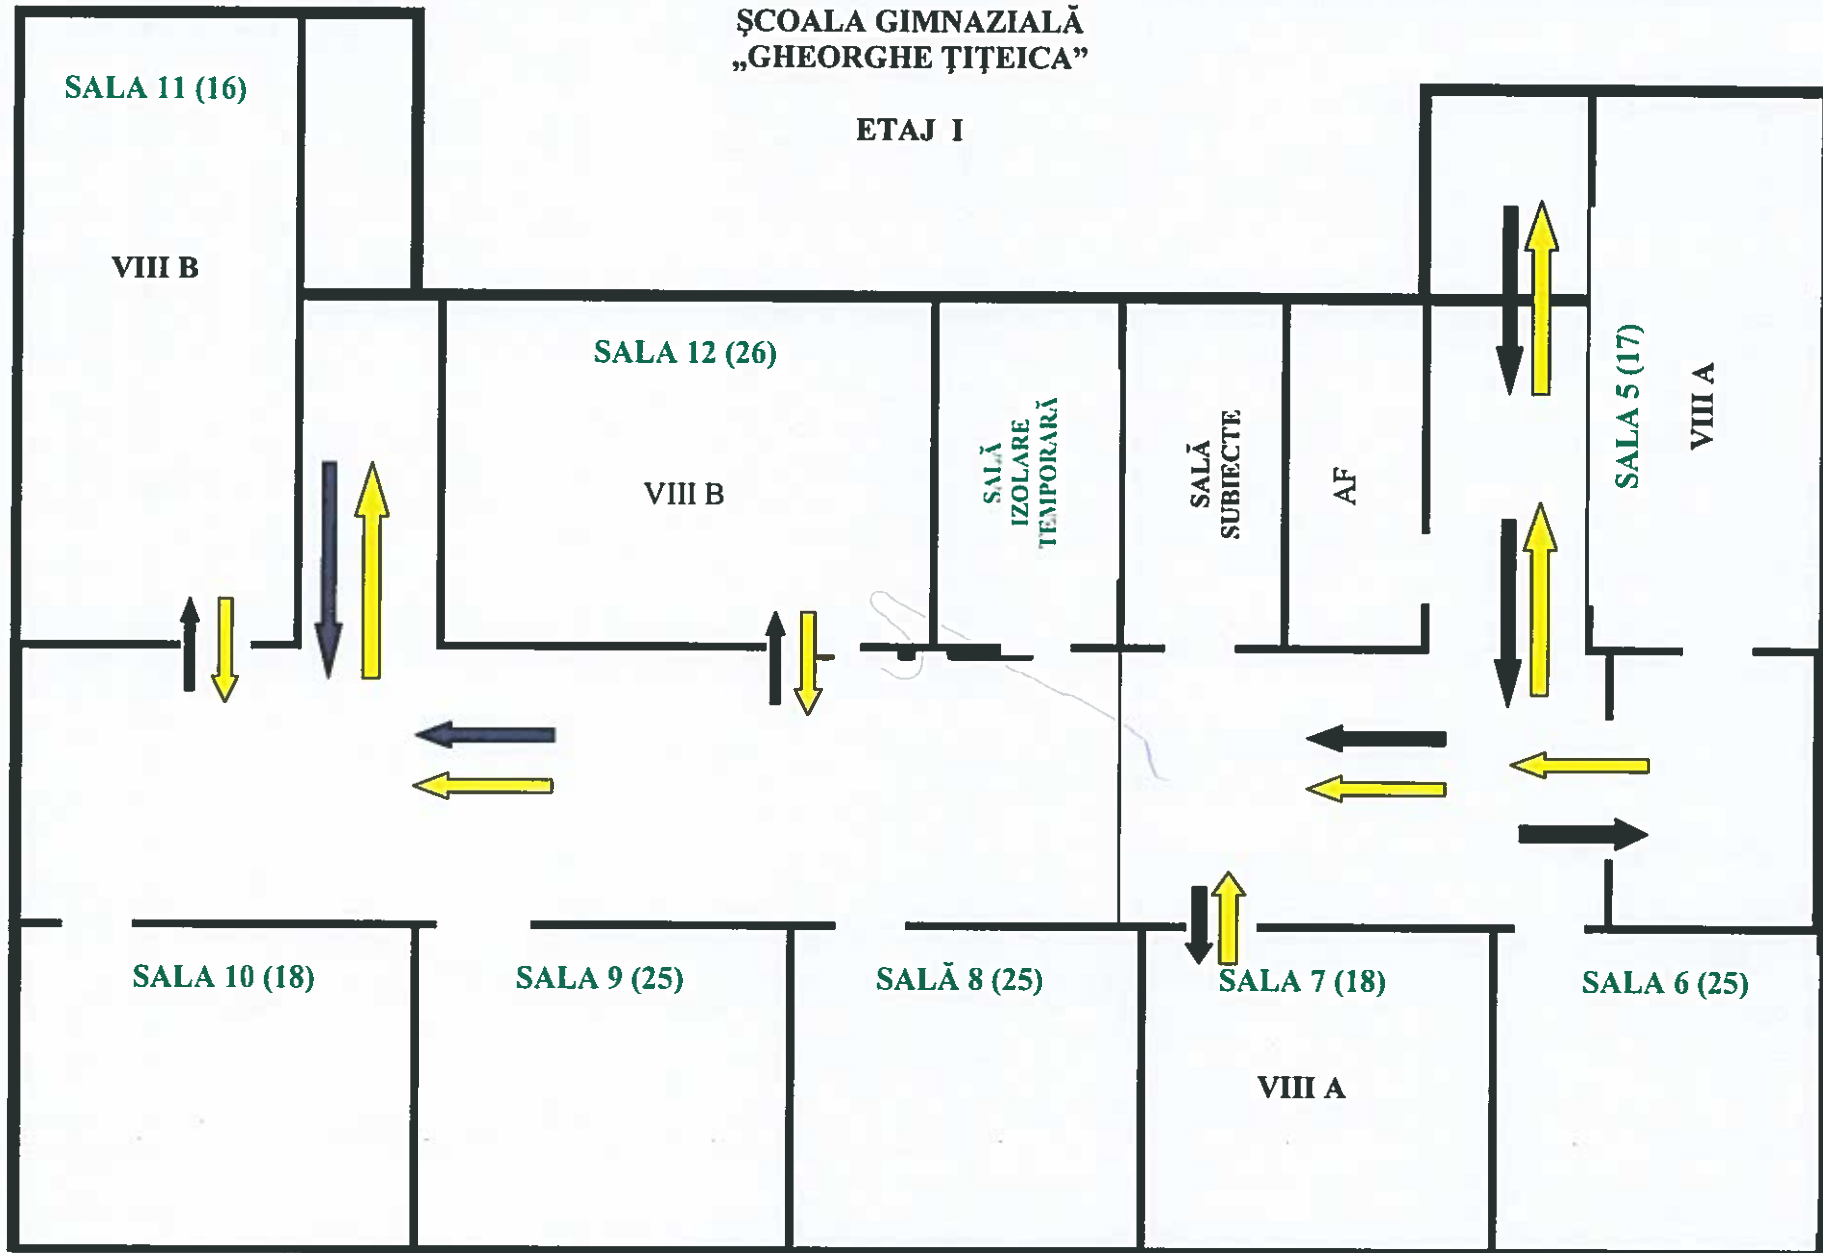 ŞCOALA GIMNAZIALĂ
„GHEORGHE ŢIŢEICA”
ETAJ I
SALA 11 (16)
VIII B
SALA 12 (26)
VIII B
SALĂ
IZOLARE
TEMPORARĂ
SALĂ
SUBIECTE
AF
SALA 5 (17)
VIII A
SALA 10 (18)
SALA 9 (25)
SALĂ 8 (25)
SALA 7 (18)
VIII A
SALA 6 (25)